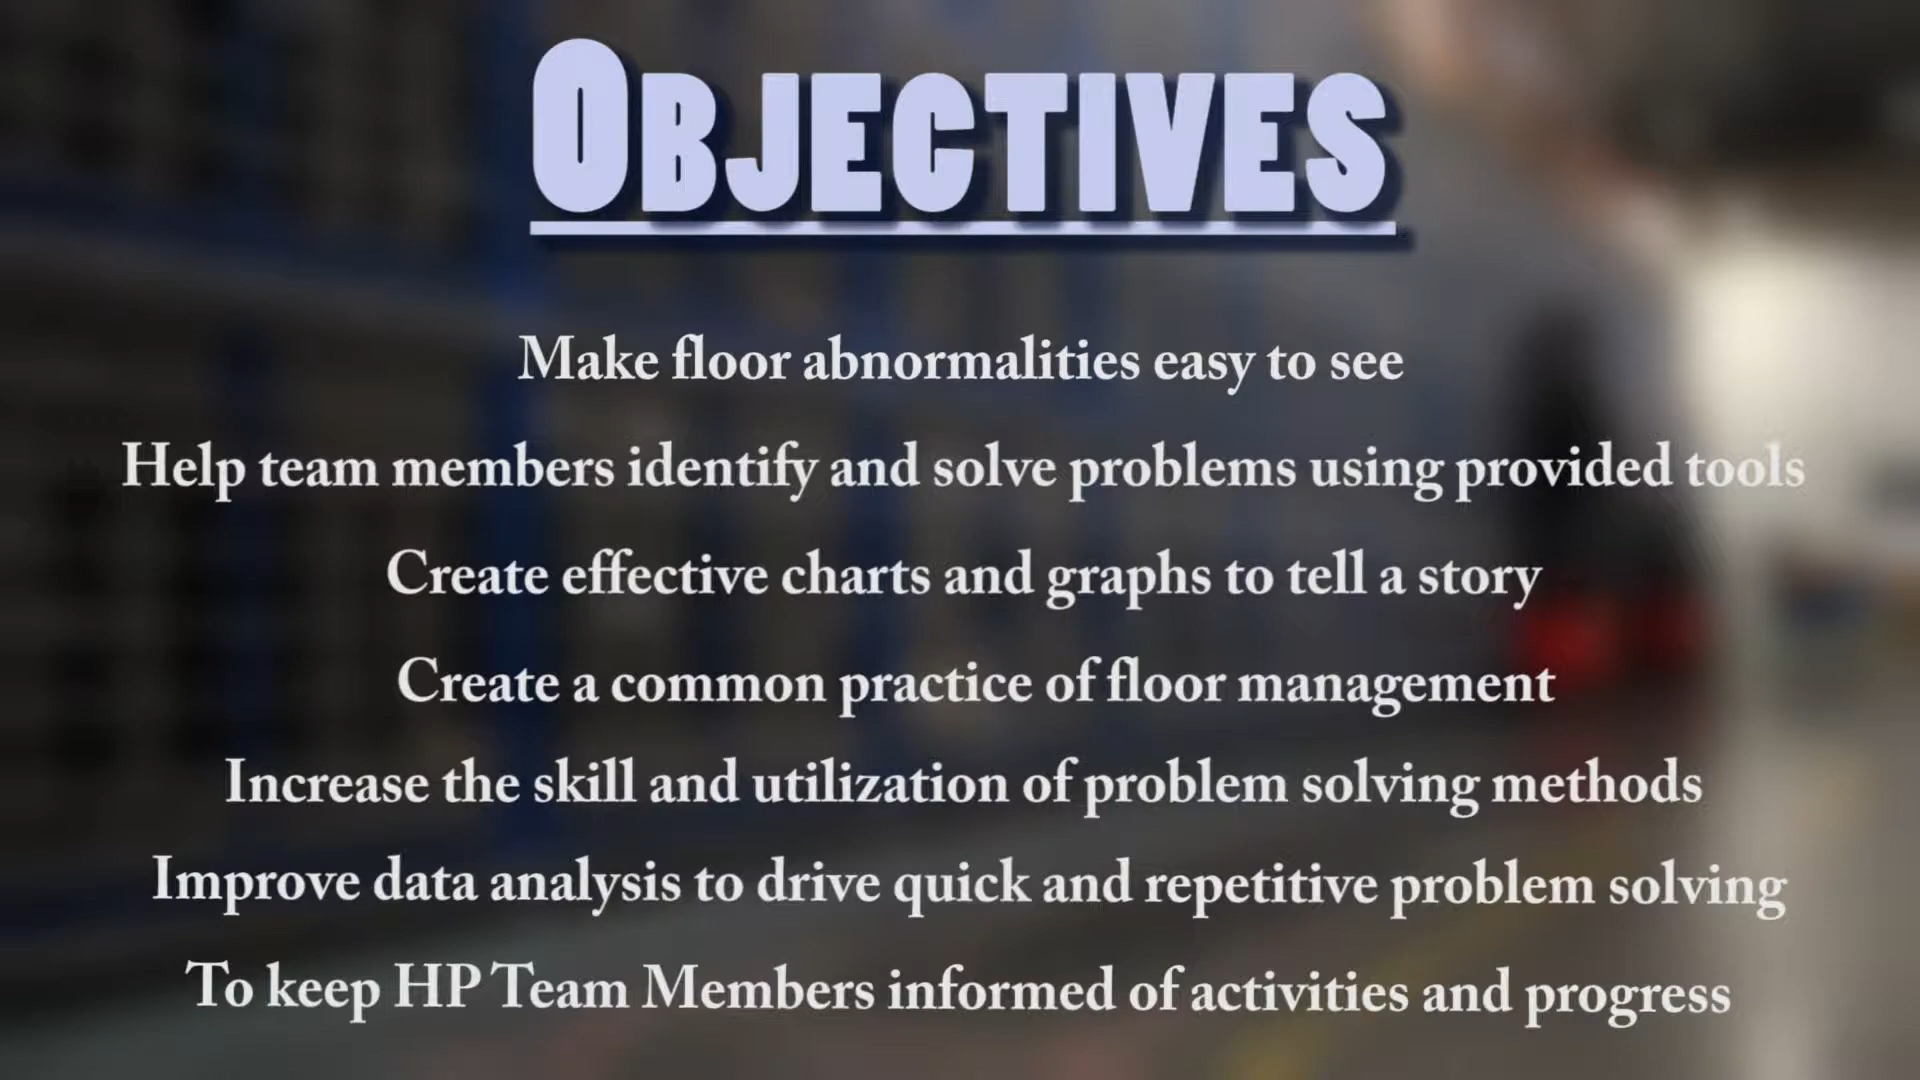 OBJECTIVES
Make floor abnormalities easy to see
Help team members identify and solve problems using provided tools
Create effective charts and graphs to tell a story
Create a common practice of floor management
Increase the skill and utilization of problem solving methods
Improve data analysis to drive quick and repetitive problem solving
To keep HP Team Members informed of activities and progress